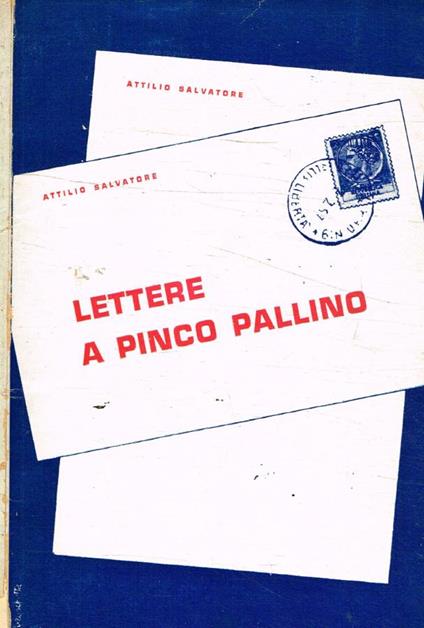 ATTILIO SALVATORE
ATTILIO SALVATORE
LETTERE
A PINCO PALLINO